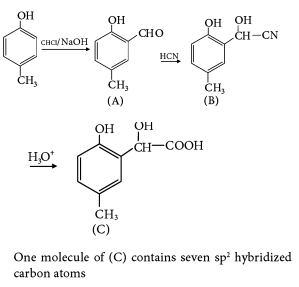 OH
CH₃
CHCl/NaOH
OH
CHO
CH₃
(A)
HCN
OH
OH
CH—CN
CH₃
(B)
H₃O⁺
OH
OH
CH—COOH
CH₃
(C)
One molecule of (C) contains seven sp² hybridized
carbon atoms